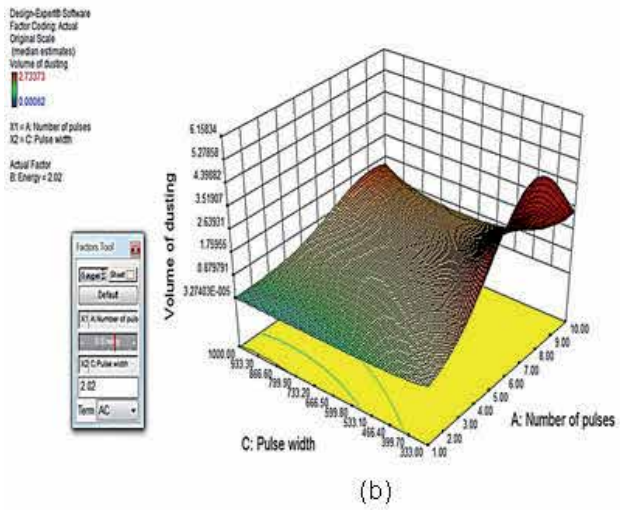 Design-Expert® Software
Factor Coding: Actual
Original Scale
(median estimates)
Volume of dusting
2.73373
0.00062
X1 = A: Number of pulses
X2 = C: Pulse width
Actual Factor
B: Energy = 2.02
Factors Tool
Sheet
Default
X1 A:Number of puls
X2 C:Pulse width
2.02
Term AC
Volume of dusting
6.15834
5.27858
4.39882
3.51907
2.63931
1.75955
0.879791
3.27403E-005
1000.00
933.30
866.60
799.90
733.20
666.50
599.80
533.10
466.40
399.70
333.00
C: Pulse width
1.00
2.00
3.00
4.00
5.00
6.00
7.00
8.00
9.00
10.00
A: Number of pulses
(b)